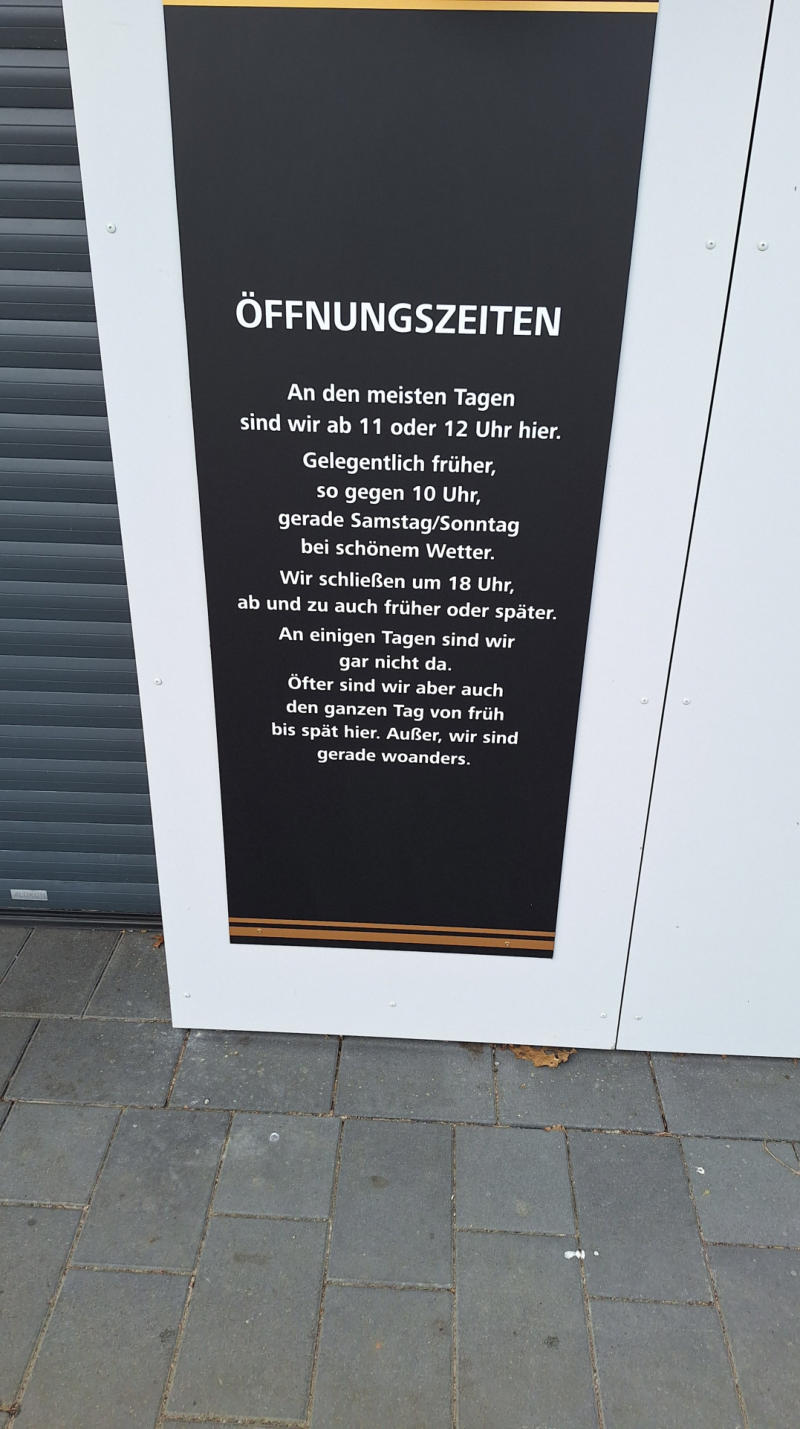 ÖFFNUNGSZEITEN
An den meisten Tagen
sind wir ab 11 oder 12 Uhr hier.
Gelegentlich früher,
so gegen 10 Uhr,
gerade Samstag/Sonntag
bei schönem Wetter.
Wir schließen um 18 Uhr,
ab und zu auch früher oder später.
An einigen Tagen sind wir
gar nicht da.
Öfter sind wir aber auch
den ganzen Tag von früh
bis spät hier. Außer, wir sind
gerade woanders.
ALUKON